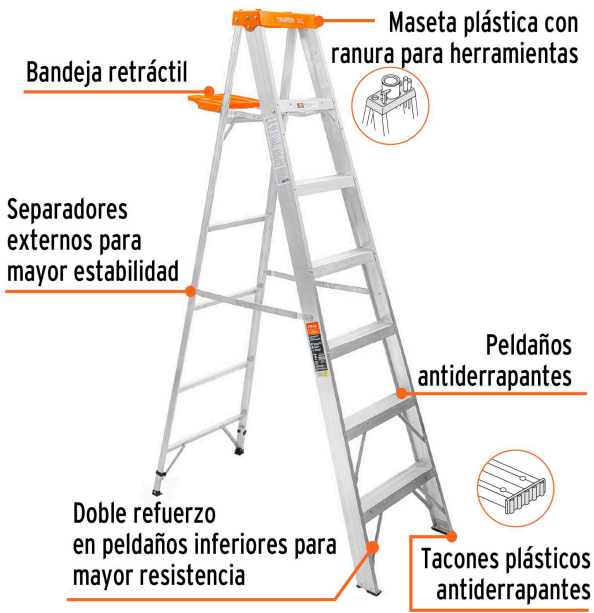 TRUPER
Maseta plástica con
ranura para herramientas
Bandeja retráctil
Separadores
externos para
mayor estabilidad
Peldaños
antiderrapantes
Doble refuerzo
en peldaños inferiores para
mayor resistencia
Tacones plásticos
antiderrapantes